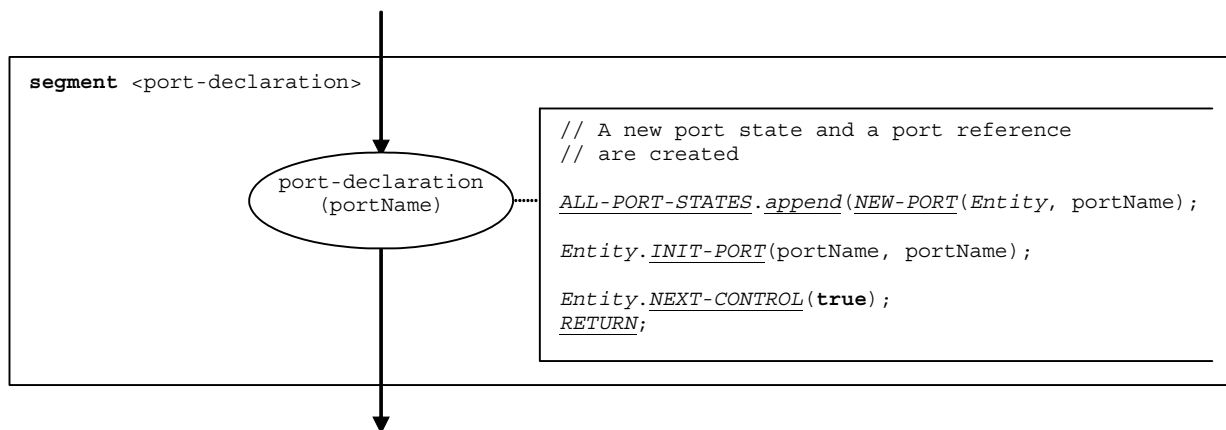 segment <port-declaration>
port-declaration
(portName)
// A new port state and a port reference
// are created
ALL-PORT-STATES.append(NEW-PORT(Entity, portName);
Entity.INIT-PORT(portName, portName);
Entity.NEXT-CONTROL(true);
RETURN;